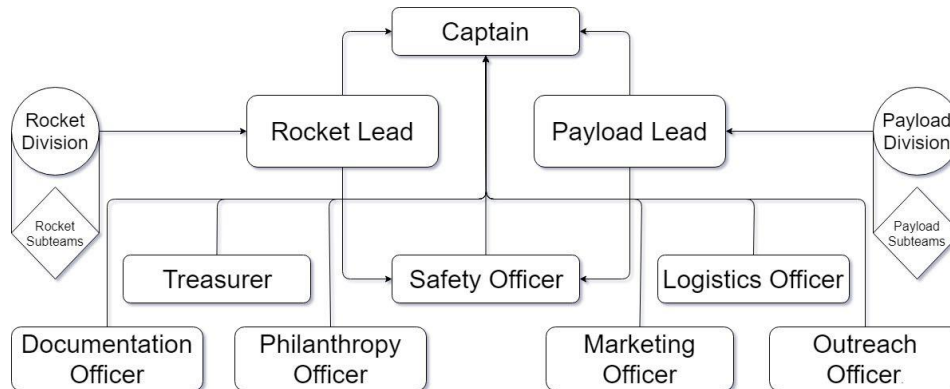 Captain
Rocket
Division
Rocket Lead
Payload Lead
Payload
Division
Rocket
Subteams
Payload
Subteams
Treasurer
Safety Officer
Logistics Officer
Documentation
Officer
Philanthropy
Officer
Marketing
Officer
Outreach
Officer